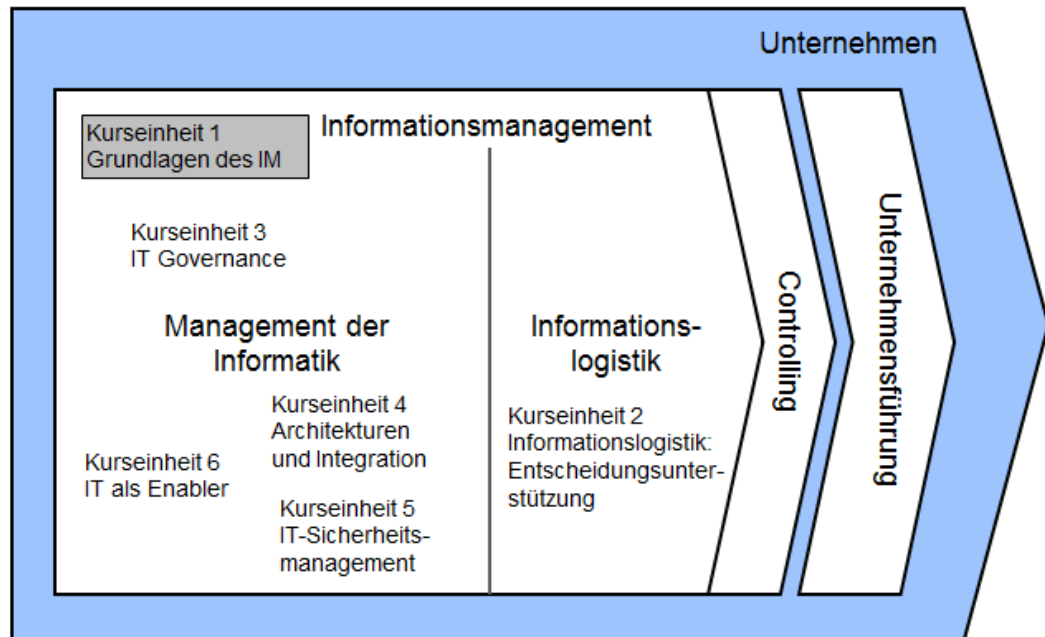 Unternehmen
Kurseinheit 1
Grundlagen des IM
Informationsmanagement
Kurseinheit 3
IT Governance
Management der
Informatik
Kurseinheit 4
Architekturen
und Integration
Kurseinheit 6
IT als Enabler
Kurseinheit 5
IT-Sicherheits-
management
Informations-
logistik
Kurseinheit 2
Informationslogistik:
Entscheidungsunter-
stützung
Controlling
Unternehmensführung